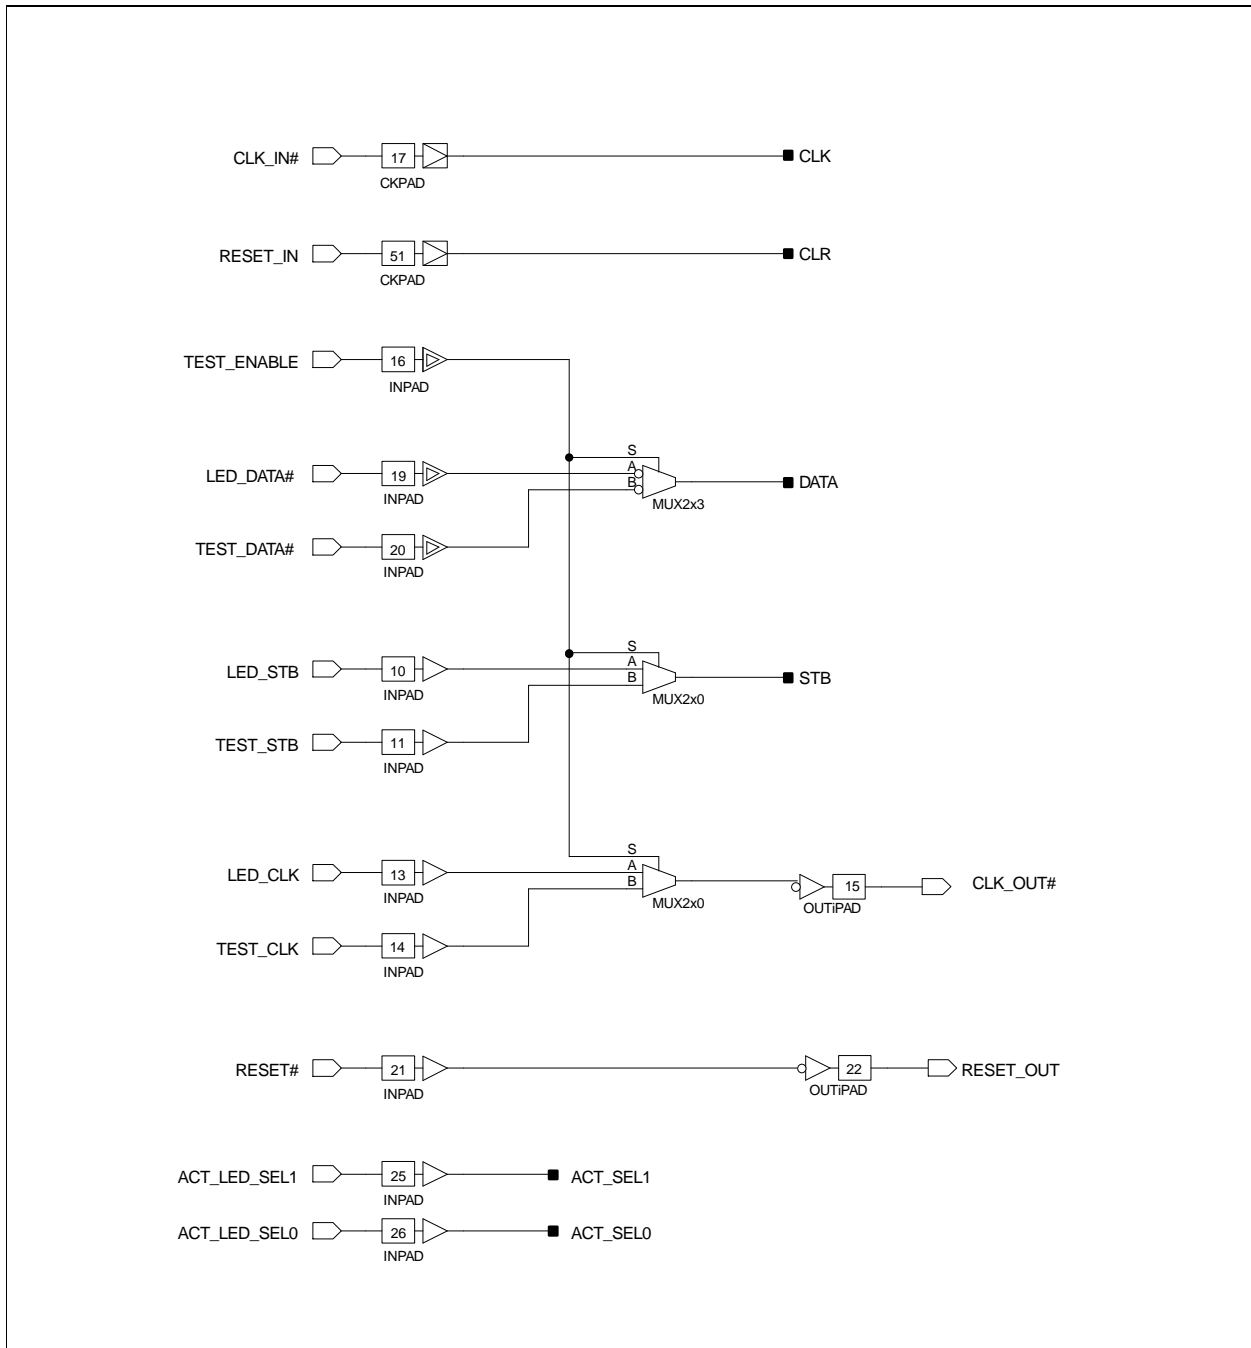 CLK_IN# 17 CLK
CKPAD
RESET_IN 51 CLR
CKPAD
TEST_ENABLE 16
INPAD
S
LED_DATA# 19 A
B DATA
INPAD MUX2x3
TEST_DATA# 20
INPAD
S
LED_STB 10 A
B STB
INPAD MUX2x0
TEST_STB 11
INPAD
S
LED_CLK 13 A
B 15 CLK_OUT#
INPAD MUX2x0 OUTiPAD
TEST_CLK 14
INPAD
RESET# 21 22 RESET_OUT
INPAD OUTiPAD
ACT_LED_SEL1 25 ACT_SEL1
INPAD
ACT_LED_SEL0 26 ACT_SEL0
INPAD